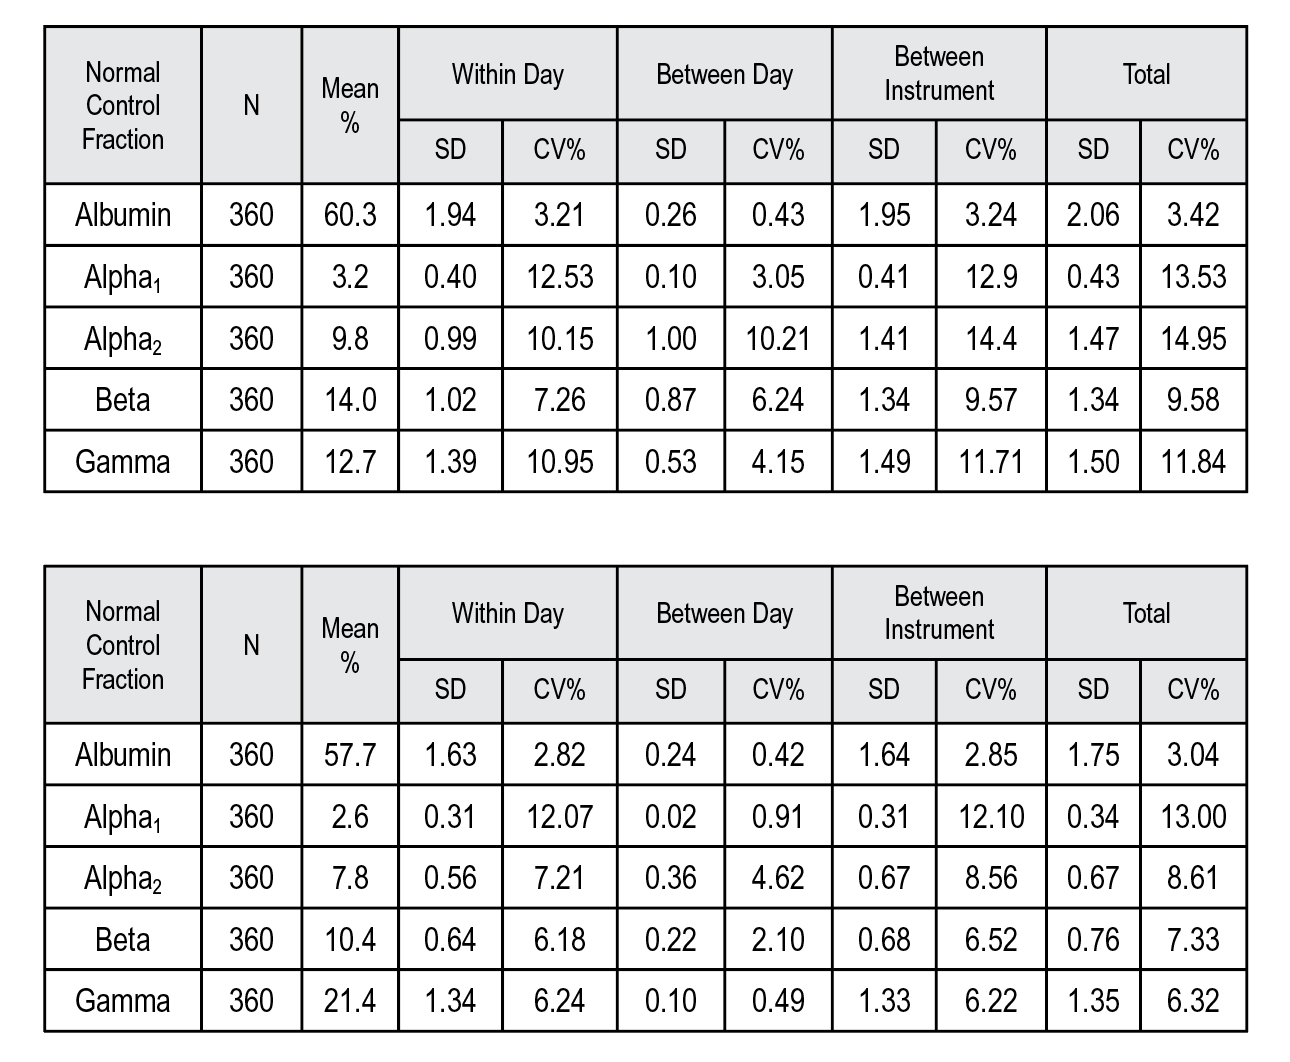 Normal Control Fraction N Mean % Within Day Between Day Between Instrument Total
SD CV% SD CV% SD CV% SD CV%
Albumin 360 60.3 1.94 3.21 0.26 0.43 1.95 3.24 2.06 3.42
Alpha₁ 360 3.2 0.40 12.53 0.10 3.05 0.41 12.9 0.43 13.53
Alpha₂ 360 9.8 0.99 10.15 1.00 10.21 1.41 14.4 1.47 14.95
Beta 360 14.0 1.02 7.26 0.87 6.24 1.34 9.57 1.34 9.58
Gamma 360 12.7 1.39 10.95 0.53 4.15 1.49 11.71 1.50 11.84
Normal Control Fraction N Mean % Within Day Between Day Between Instrument Total
SD CV% SD CV% SD CV% SD CV%
Albumin 360 57.7 1.63 2.82 0.24 0.42 1.64 2.85 1.75 3.04
Alpha₁ 360 2.6 0.31 12.07 0.02 0.91 0.31 12.10 0.34 13.00
Alpha₂ 360 7.8 0.56 7.21 0.36 4.62 0.67 8.56 0.67 8.61
Beta 360 10.4 0.64 6.18 0.22 2.10 0.68 6.52 0.76 7.33
Gamma 360 21.4 1.34 6.24 0.10 0.49 1.33 6.22 1.35 6.32